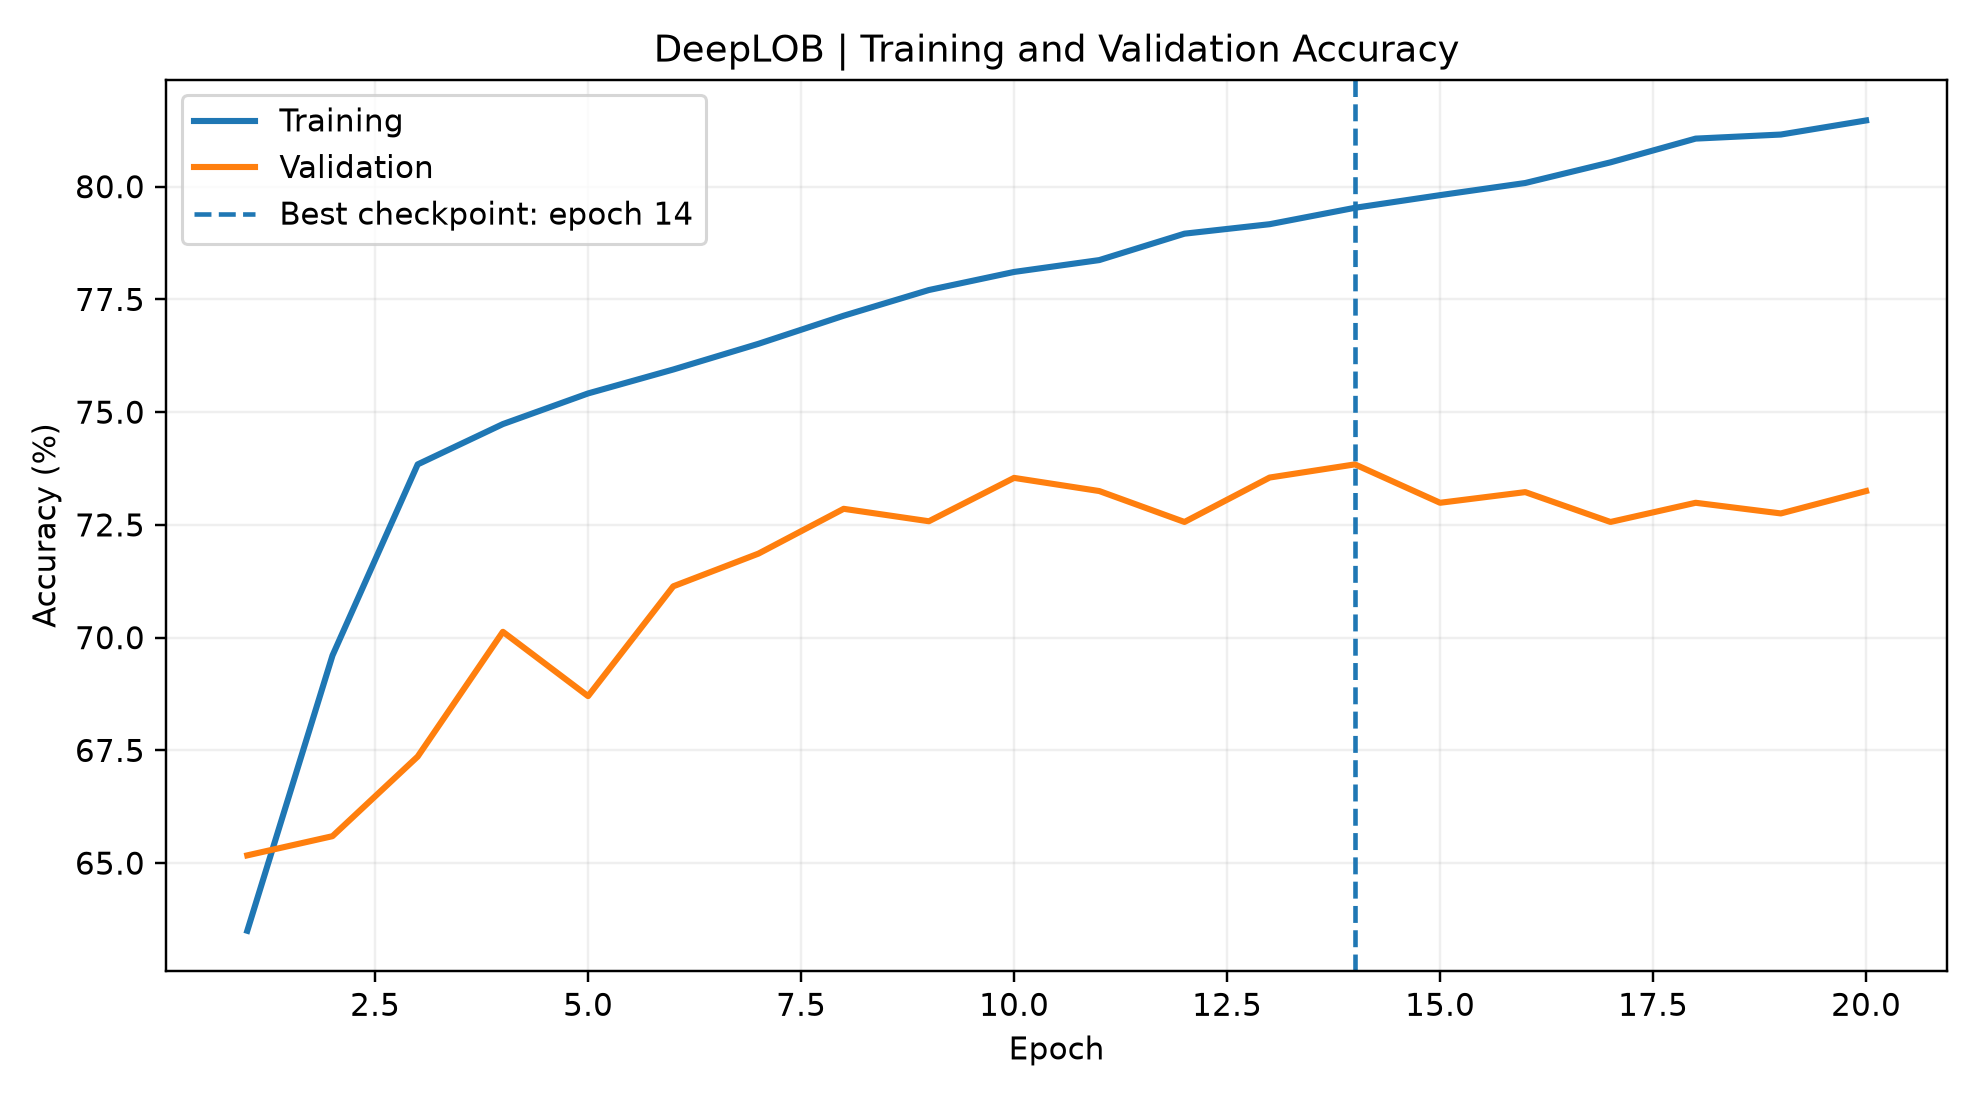 DeepLOB | Training and Validation Accuracy
Training
Validation
Best checkpoint: epoch 14
Accuracy (%)
80.0
77.5
75.0
72.5
70.0
67.5
65.0
2.5 5.0 7.5 10.0 12.5 15.0 17.5 20.0
Epoch